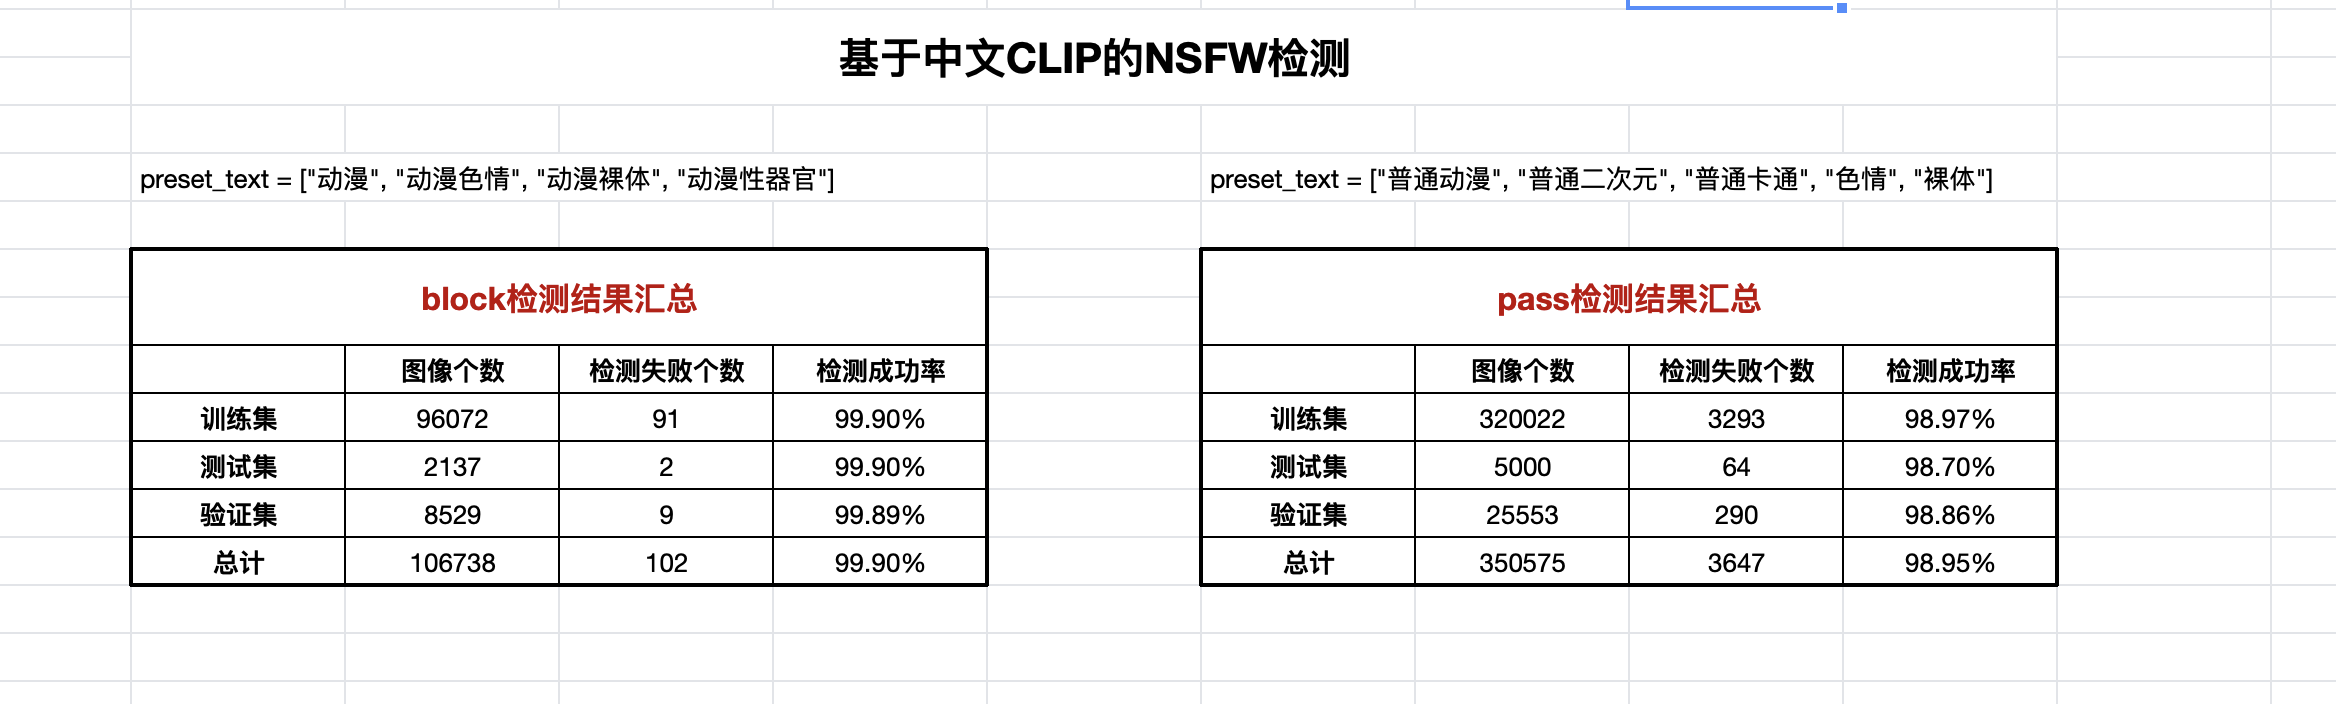 基于中文CLIP的NSFW检测
preset_text = ["动漫", "动漫色情", "动漫裸体", "动漫性器官"]
preset_text = ["普通动漫", "普通二次元", "普通卡通", "色情", "裸体"]
block检测结果汇总
图像个数 检测失败个数 检测成功率
训练集 96072 91 99.90%
测试集 2137 2 99.90%
验证集 8529 9 99.89%
总计 106738 102 99.90%
pass检测结果汇总
图像个数 检测失败个数 检测成功率
训练集 320022 3293 98.97%
测试集 5000 64 98.70%
验证集 25553 290 98.86%
总计 350575 3647 98.95%